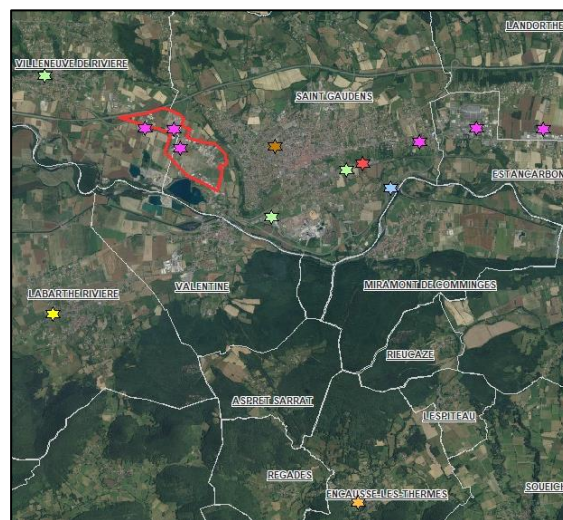 LANDORTHE
VILLENEUVE DE RIVIERE
SAINT GAUDENS
ESTANCARBON
VALENTINE
MIRAMONT DE COMMINGES
LABARTHE RIVIERE
RIEUCAZE
ASPRET SARRAT
LESPITEAU
REGADES
ENCAUSSE-LES-THERMES
SOUEICH